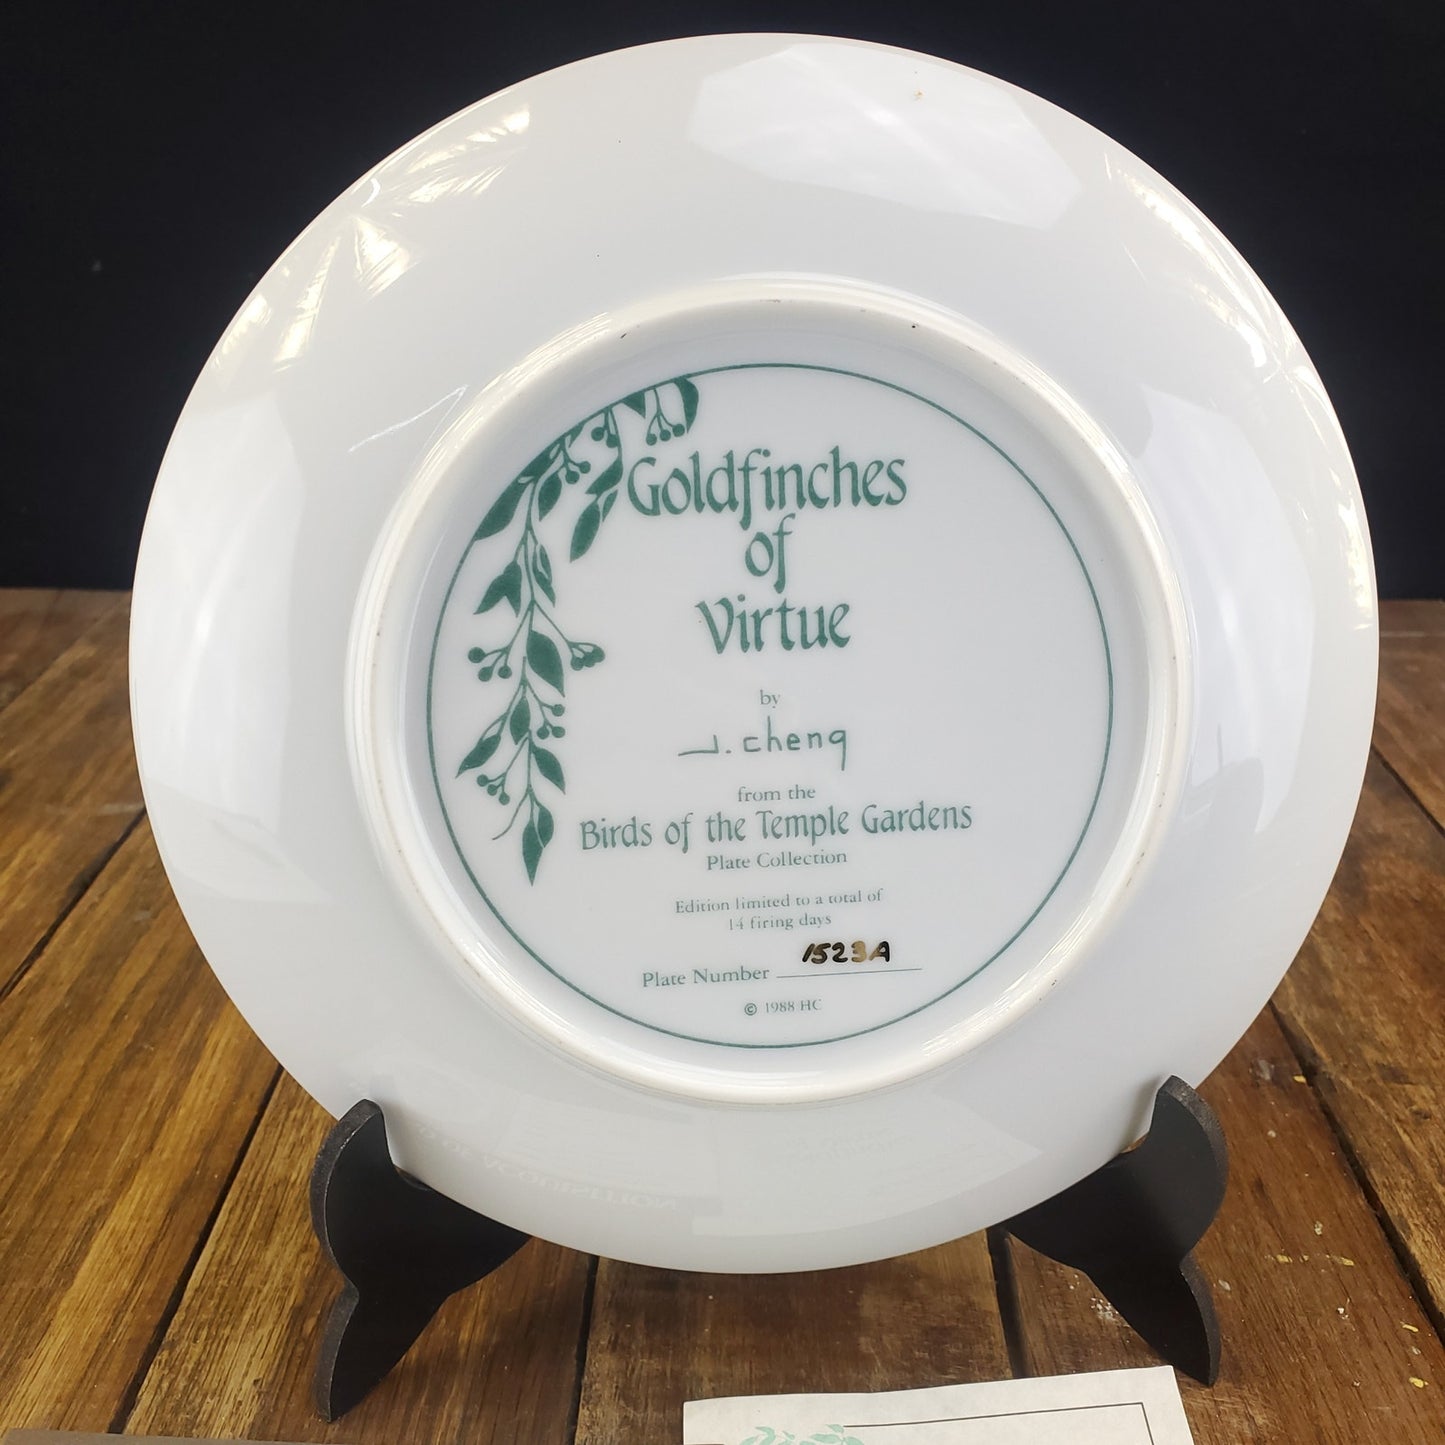 Goldfinches
of
Virtue
by
J. Cheng
from the
Birds of the Temple Gardens
Plate Collection
Edition limited to a total of
14 firing days
Plate Number 1523A
© 1988 HC